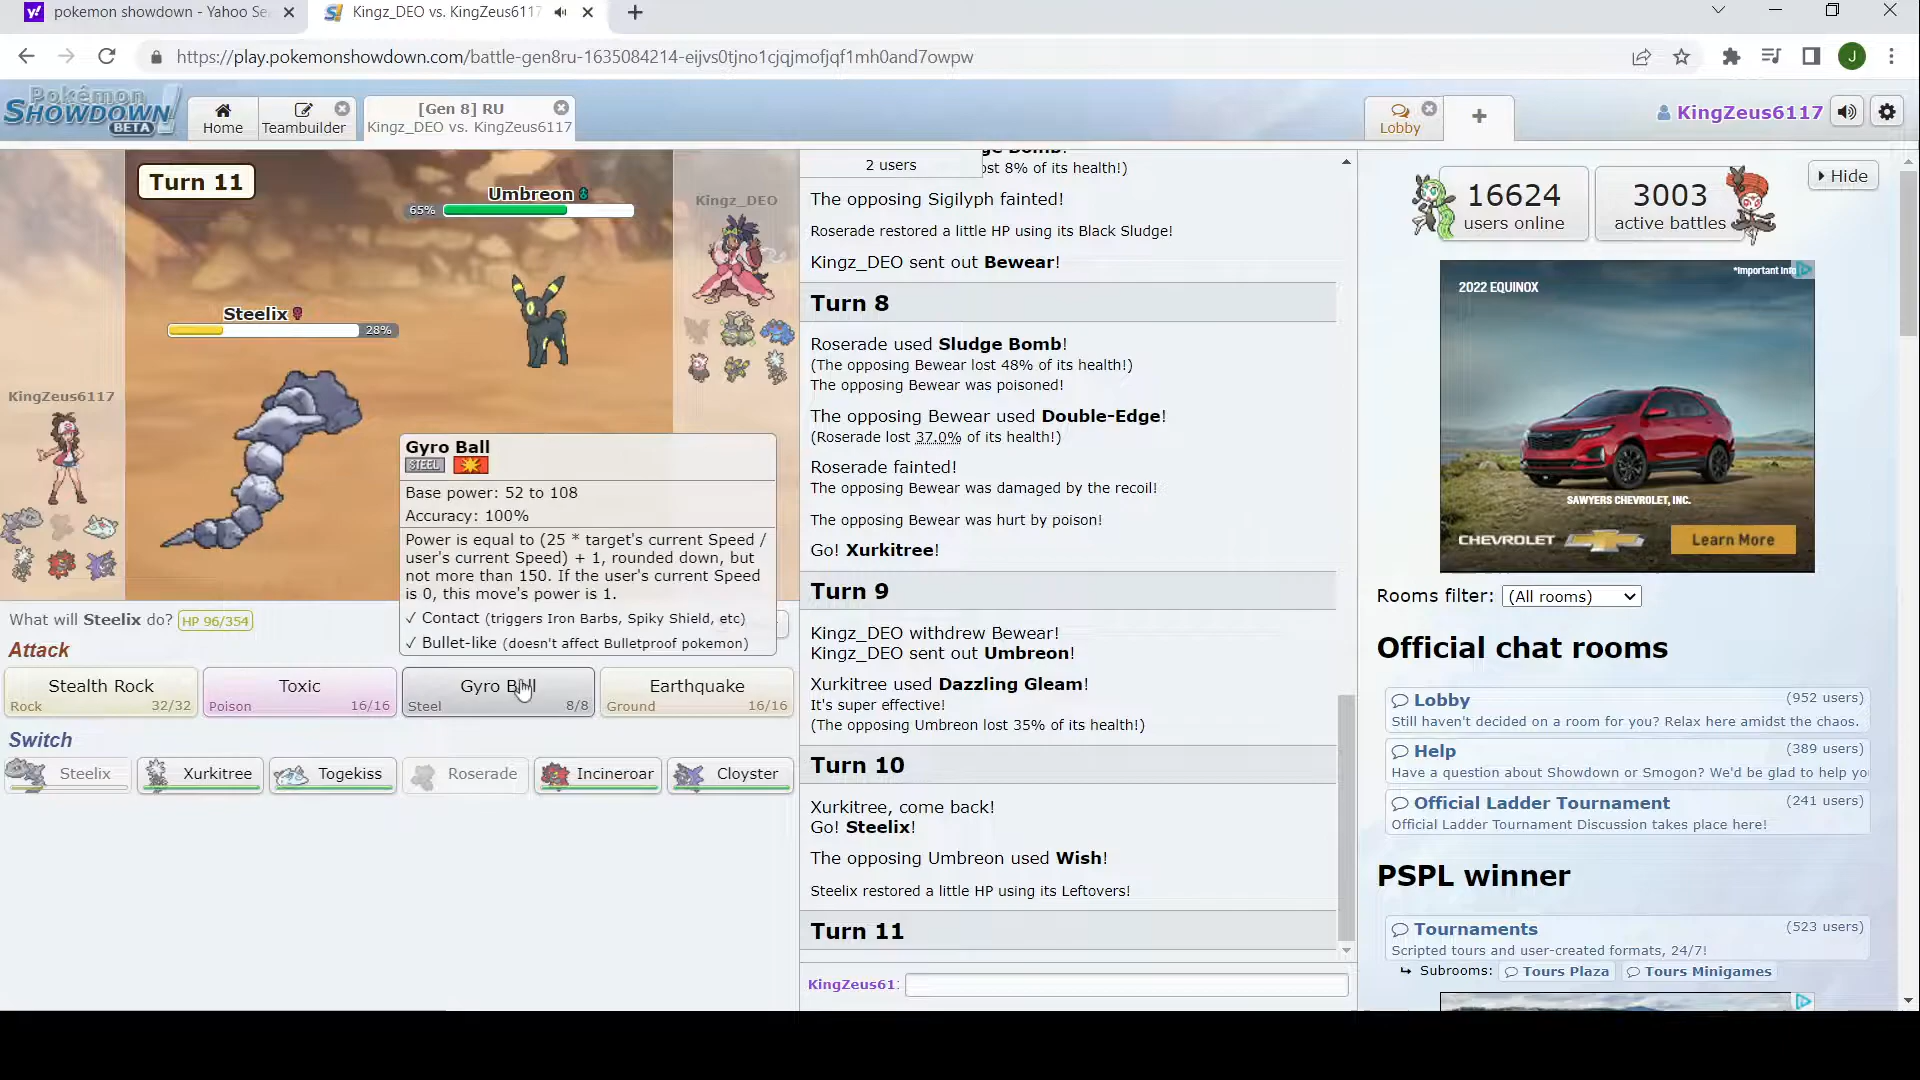 pokemon showdown - Yahoo Se
Kingz_DEO vs. KingZeus6117
https://play.pokemonshowdown.com/battle-gen8ru-1635084214-eijvs0tjno1cjqjmofjqf1mh0and7owpw
J
Pokémon
SHOWDOWN!
BETA
Home
Teambuilder
[Gen 8] RU
Kingz_DEO vs. KingZeus6117
Lobby
KingZeus6117
Turn 11
Umbreon
65%
Kingz_DEO
Steelix
28%
KingZeus6117
Gyro Ball
STEEL
Base power: 52 to 108
Accuracy: 100%
Power is equal to (25 * target's current Speed /
user's current Speed) + 1, rounded down, but
not more than 150. If the user's current Speed
is 0, this move's power is 1.
✓ Contact (triggers Iron Barbs, Spiky Shield, etc)
✓ Bullet-like (doesn't affect Bulletproof pokemon)
What will Steelix do? HP 96/354
Attack
Stealth Rock
Rock 32/32
Toxic
Poison 16/16
Gyro Ball
Steel 8/8
Earthquake
Ground 16/16
Switch
Steelix
Xurkitree
Togekiss
Roserade
Incineroar
Cloyster
2 users
ge Bomb!
ost 8% of its health!)
The opposing Sigilyph fainted!
Roserade restored a little HP using its Black Sludge!
Kingz_DEO sent out Bewear!
Turn 8
Roserade used Sludge Bomb!
(The opposing Bewear lost 48% of its health!)
The opposing Bewear was poisoned!
The opposing Bewear used Double-Edge!
(Roserade lost 37.0% of its health!)
Roserade fainted!
The opposing Bewear was damaged by the recoil!
The opposing Bewear was hurt by poison!
Go! Xurkitree!
Turn 9
Kingz_DEO withdrew Bewear!
Kingz_DEO sent out Umbreon!
Xurkitree used Dazzling Gleam!
It's super effective!
(The opposing Umbreon lost 35% of its health!)
Turn 10
Xurkitree, come back!
Go! Steelix!
The opposing Umbreon used Wish!
Steelix restored a little HP using its Leftovers!
Turn 11
KingZeus61:
16624
users online
3003
active battles
Hide
*Important Info
2022 EQUINOX
SAWYERS CHEVROLET, INC.
CHEVROLET
Learn More
Rooms filter: (All rooms)
Official chat rooms
Lobby (952 users)
Still haven't decided on a room for you? Relax here amidst the chaos.
Help (389 users)
Have a question about Showdown or Smogon? We'd be glad to help yo
Official Ladder Tournament (241 users)
Official Ladder Tournament Discussion takes place here!
PSPL winner
Tournaments (523 users)
Scripted tours and user-created formats, 24/7!
↳ Subrooms: Tours Plaza Tours Minigames